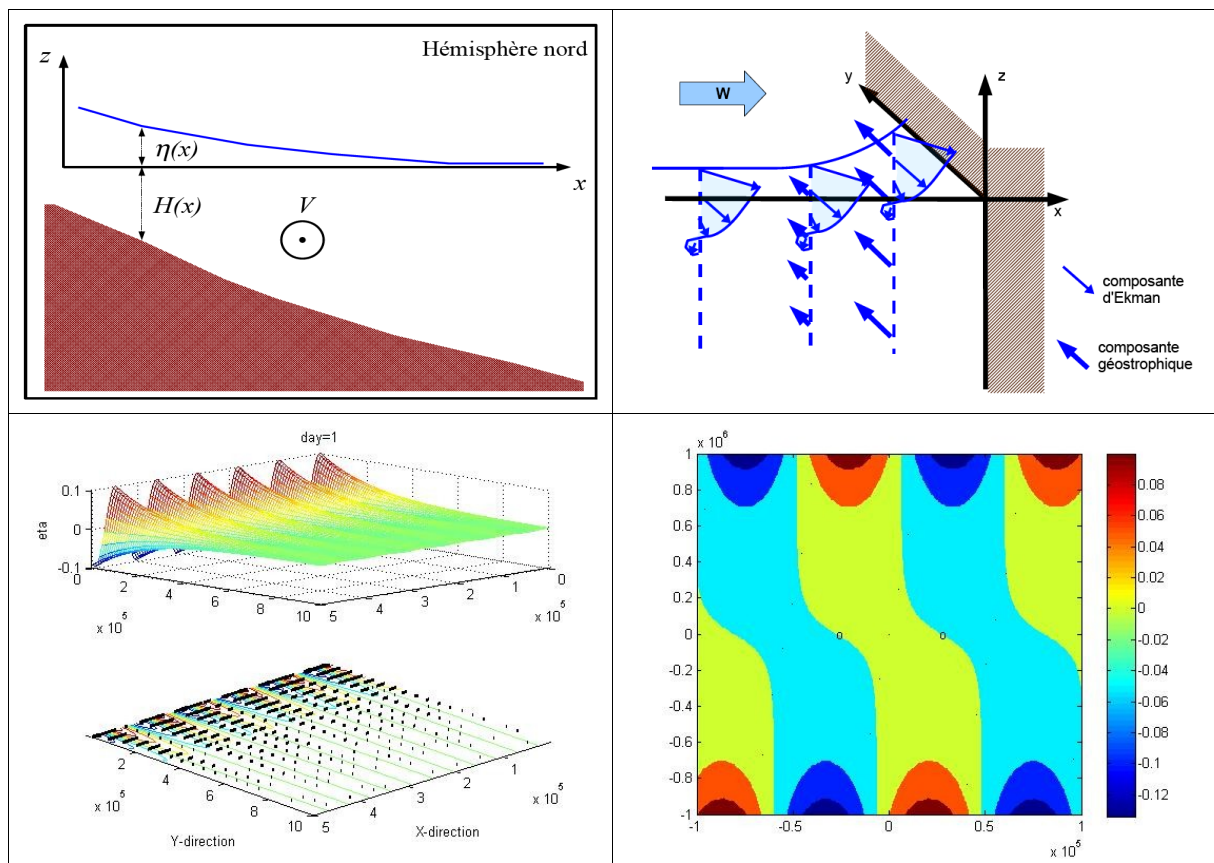 Hémisphère nord
z
η(x)
x
H(x)
V
W
y
z
x
composante
d'Ekman
composante
géostrophique
day=1
0.1
0
-0.1
eta
0
2
4
6
8
10
x 10^5
5
4
3
2
1
0
x 10^5
2
4
6
8
10
x 10^5
Y-direction
5
4
3
2
1
x 10^5
X-direction
x 10^6
1
0.8
0.6
0.4
0.2
0
-0.2
-0.4
-0.6
-0.8
-1
-1
-0.5
0
0.5
1
x 10^5
o
o
0.08
0.06
0.04
0.02
0
-0.02
-0.04
-0.06
-0.08
-0.1
-0.12